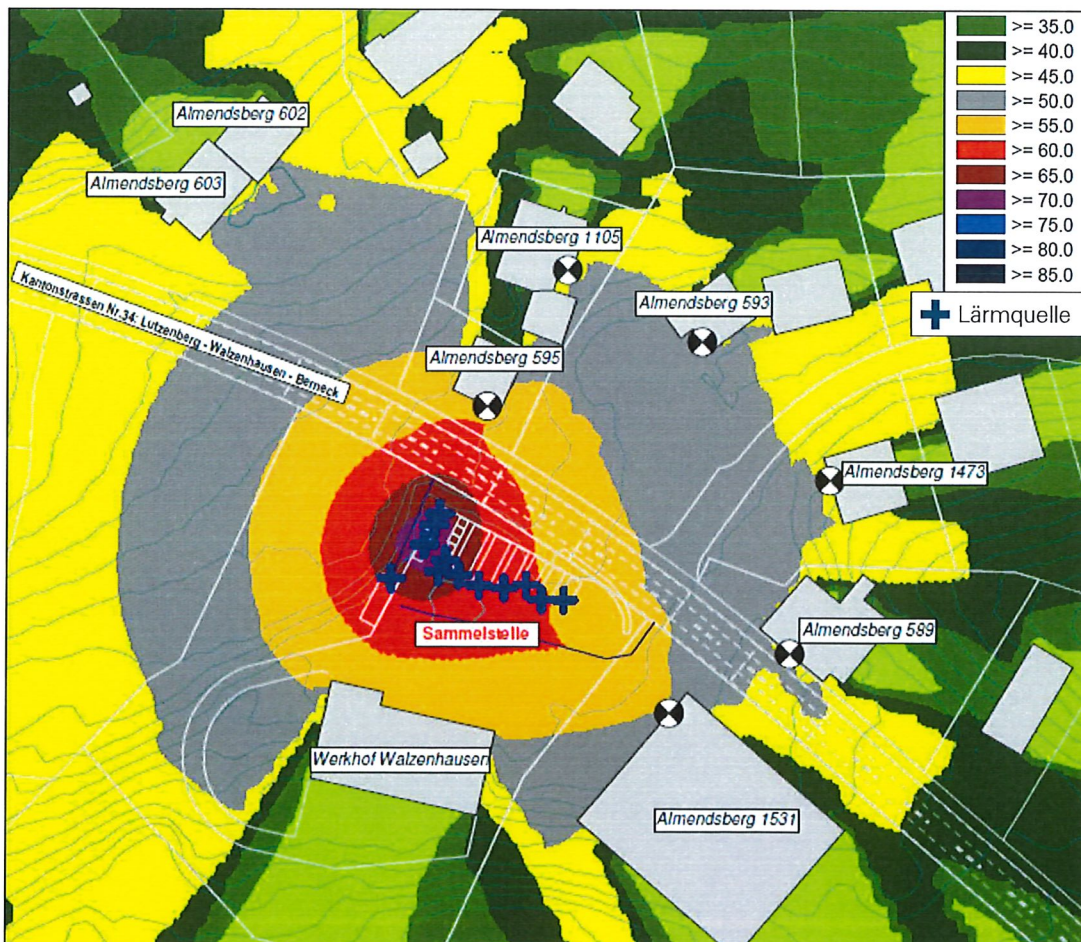 >= 35.0
>= 40.0
>= 45.0
>= 50.0
>= 55.0
>= 60.0
>= 65.0
>= 70.0
>= 75.0
>= 80.0
>= 85.0
Lärmquelle
Almendsberg 602
Almendsberg 603
Almendsberg 1105
Almendsberg 593
Kantonstrassen Nr.34: Lutzenberg - Walzenhausen - Berneck
Almendsberg 595
Almendsberg 1473
Sammelstelle
Almendsberg 589
Werkhof Walzenhausen
Almendsberg 1531